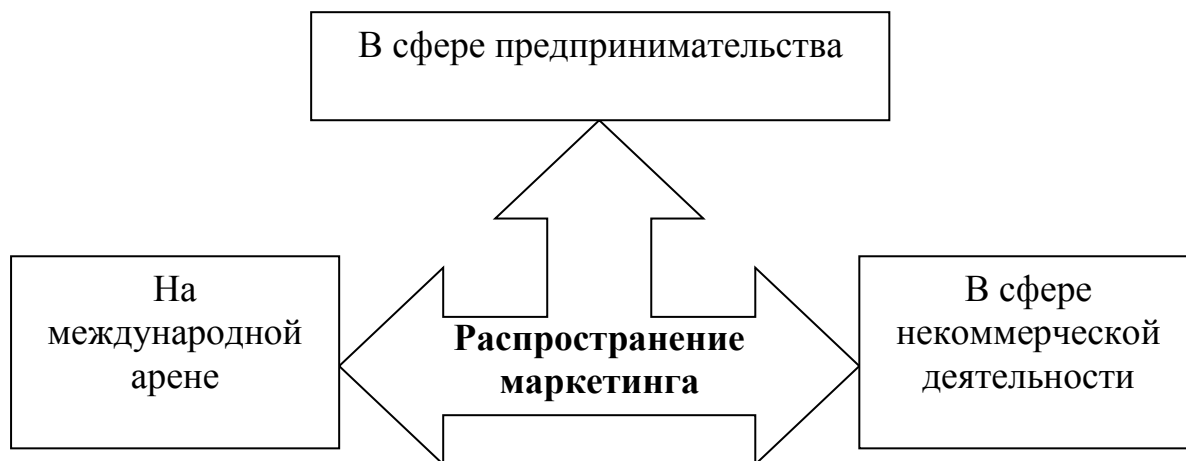 В сфере предпринимательства
На
международной
арене
Распространение
маркетинга
В сфере
некоммерческой
деятельности